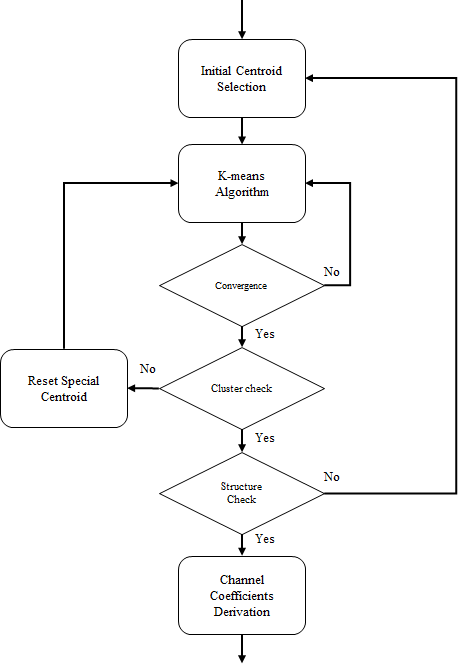 Initial Centroid
Selection
K-means
Algorithm
Convergence
No
Yes
Reset Special
Centroid
No
Cluster check
Yes
Structure
Check
No
Yes
Channel
Coefficients
Derivation